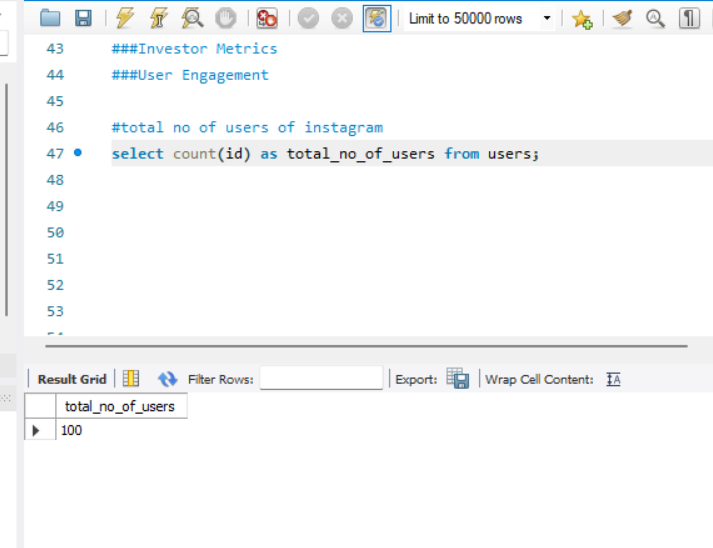 Limit to 50000 rows
43 ###Investor Metrics
44 ###User Engagement
45
46 #total no of users of instagram
47 select count(id) as total_no_of_users from users;
48
49
50
51
52
53
Result Grid Filter Rows: Export: Wrap Cell Content: IA
total_no_of_users
100